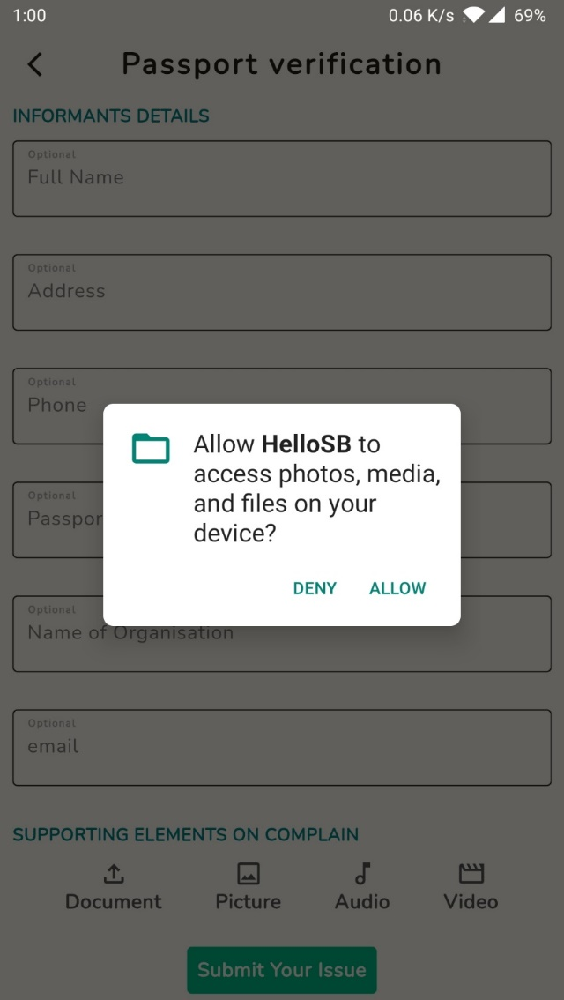 1:00 0.06 K/s 69%
Passport verification
INFORMANTS DETAILS
Optional
Full Name
Optional
Address
Optional
Phone
Optional
Passpor
Optional
Name of Organisation
Optional
email
Allow HelloSB to
access photos, media,
and files on your
device?
DENY ALLOW
SUPPORTING ELEMENTS ON COMPLAIN
Document Picture Audio Video
Submit Your Issue